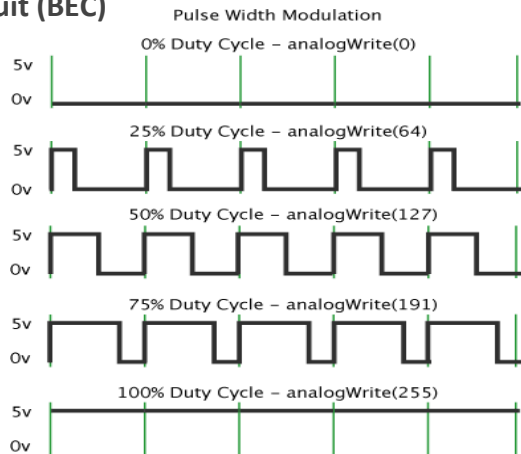 uit (BEC)
Pulse Width Modulation
0% Duty Cycle – analogWrite(0)
5v
0v
25% Duty Cycle – analogWrite(64)
5v
0v
50% Duty Cycle – analogWrite(127)
5v
0v
75% Duty Cycle – analogWrite(191)
5v
0v
100% Duty Cycle – analogWrite(255)
5v
0v